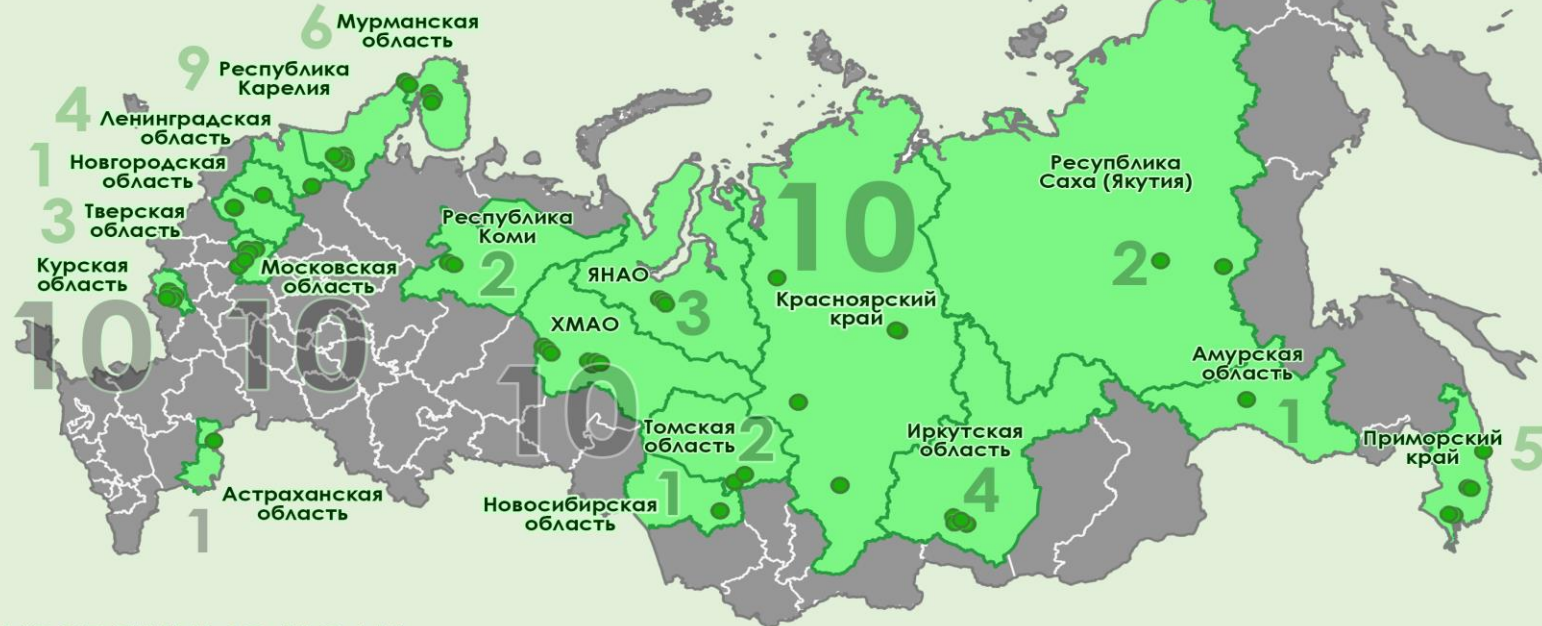 6 Мурманская
область
9 Республика
Карелия
4 Ленинградская
область
1 Новгородская
область
3 Тверская
область
Курская
область
10
Московская
область
10
Республика
Коми
2
ЯНАО
3
ХМАО
10
10
Красноярский
край
Ресупблика
Саха (Якутия)
2
Амурская
область
1
Приморский
край
5
Иркутская
область
4
Томская
область
2
Новосибирская
область
1
Астраханская
область
1